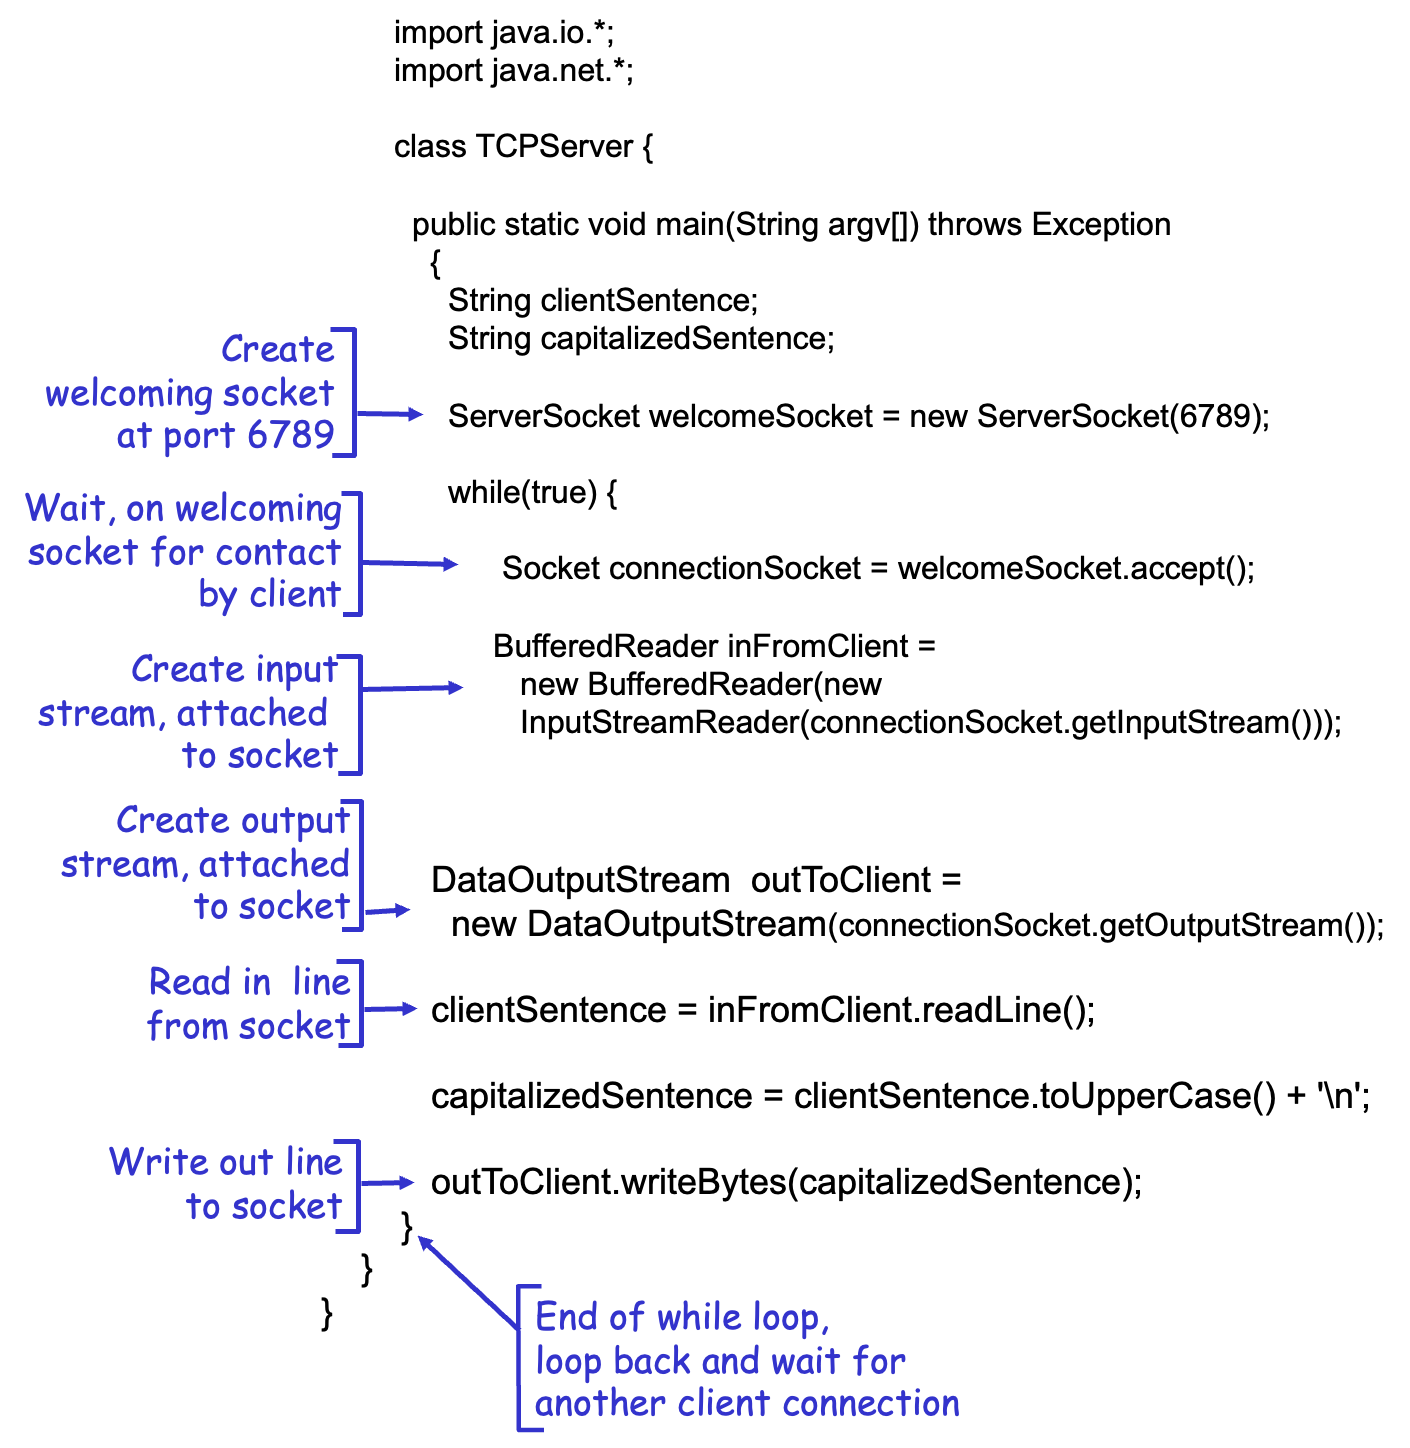 import java.io.*;
import java.net.*;
class TCPServer {
public static void main(String argv[]) throws Exception
{
String clientSentence;
String capitalizedSentence;
Create
welcoming socket
at port 6789
ServerSocket welcomeSocket = new ServerSocket(6789);
while(true) {
Wait, on welcoming
socket for contact
by client
Socket connectionSocket = welcomeSocket.accept();
BufferedReader inFromClient =
new BufferedReader(new
InputStreamReader(connectionSocket.getInputStream()));
Create input
stream, attached
to socket
Create output
stream, attached
to socket
DataOutputStream  outToClient =
new DataOutputStream(connectionSocket.getOutputStream());
Read in  line
from socket
clientSentence = inFromClient.readLine();
capitalizedSentence = clientSentence.toUpperCase() + '\n';
Write out line
to socket
outToClient.writeBytes(capitalizedSentence);
}
}
}
End of while loop,
loop back and wait for
another client connection